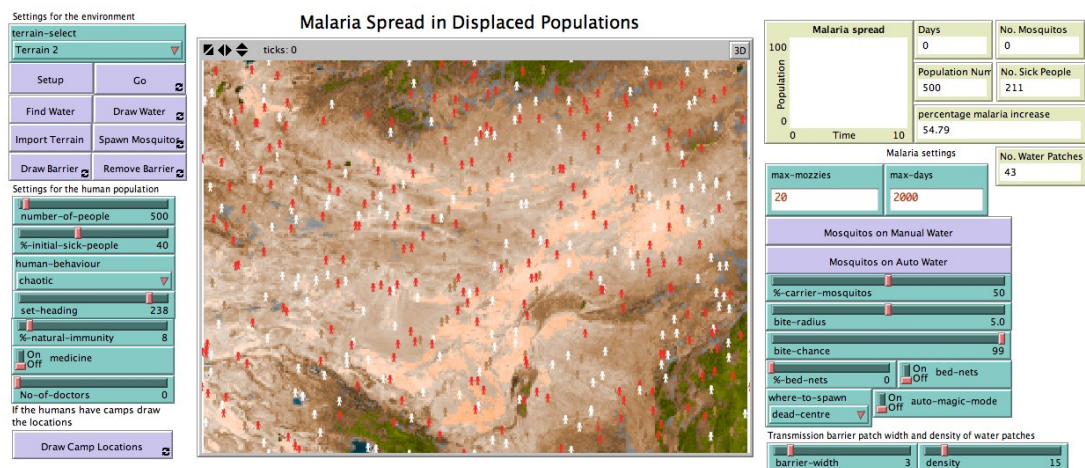 Settings for the environment
terrain-select
Terrain 2
Setup
Go
Find Water
Draw Water
Import Terrain
Spawn Mosquitos
Draw Barrier
Remove Barrier
Settings for the human population
number-of-people 500
%-initial-sick-people 40
human-behaviour
chaotic
set-heading 238
%-natural-immunity 8
On
Off
medicine
No-of-doctors 0
If the humans have camps draw
the locations
Draw Camp Locations
Malaria Spread in Displaced Populations
ticks: 0
3D
Malaria spread
100
Population
0
0
Time
10
Days
0
No. Mosquitos
0
Population Num
500
No. Sick People
211
percentage malaria increase
54.79
Malaria settings
No. Water Patches
43
max-mozzies
20
max-days
2000
Mosquitos on Manual Water
Mosquitos on Auto Water
%-carrier-mosquitos 50
bite-radius 5.0
bite-chance 99
%-bed-nets 0
On
Off
bed-nets
where-to-spawn
dead-centre
On
Off
auto-magic-mode
Transmission barrier patch width and density of water patches
barrier-width 3
density 15